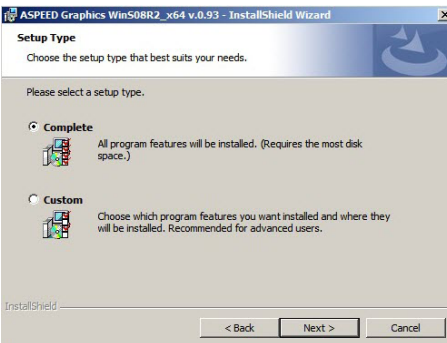 ASPEED Graphics WinS08R2_x64 v.0.93 - InstallShield Wizard
Setup Type
Choose the setup type that best suits your needs.
Please select a setup type.
Complete
All program features will be installed. (Requires the most disk
space.)
Custom
Choose which program features you want installed and where they
will be installed. Recommended for advanced users.
InstallShield
< Back
Next >
Cancel